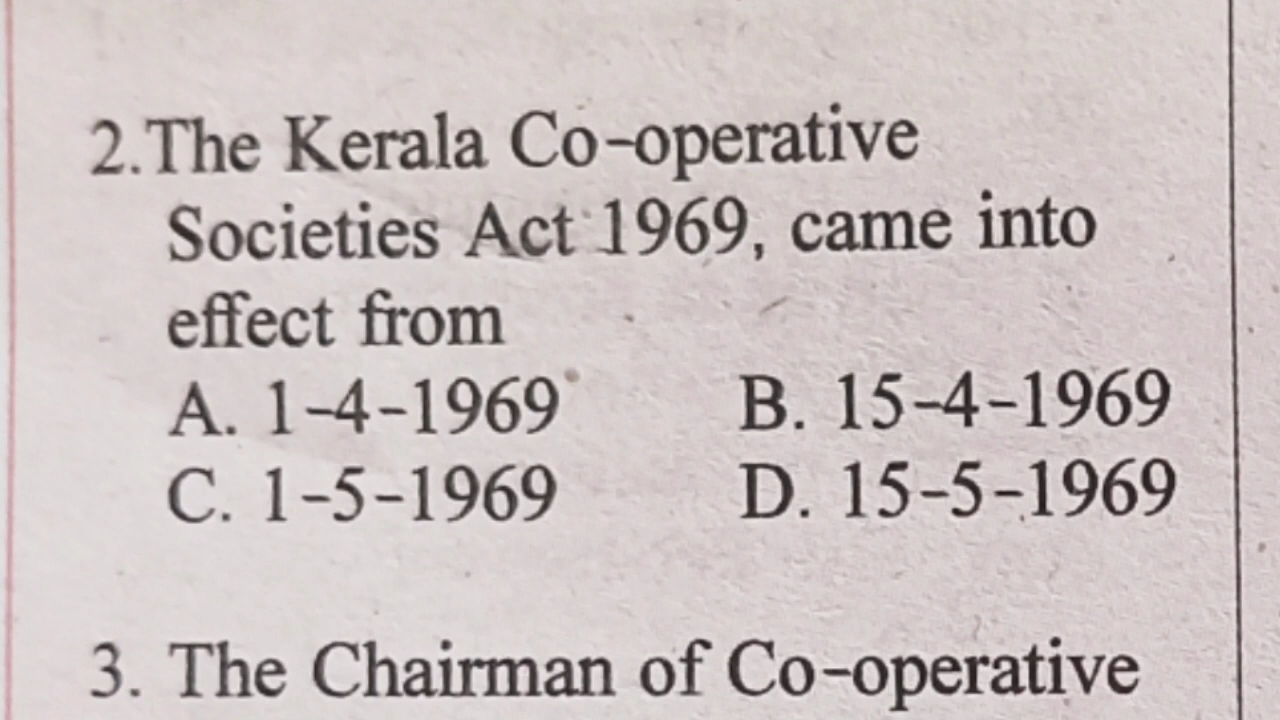 2. The Kerala Co-operative
Societies Act 1969, came into
effect from
A. 1-4-1969 B. 15-4-1969
C. 1-5-1969 D. 15-5-1969
3. The Chairman of Co-operative